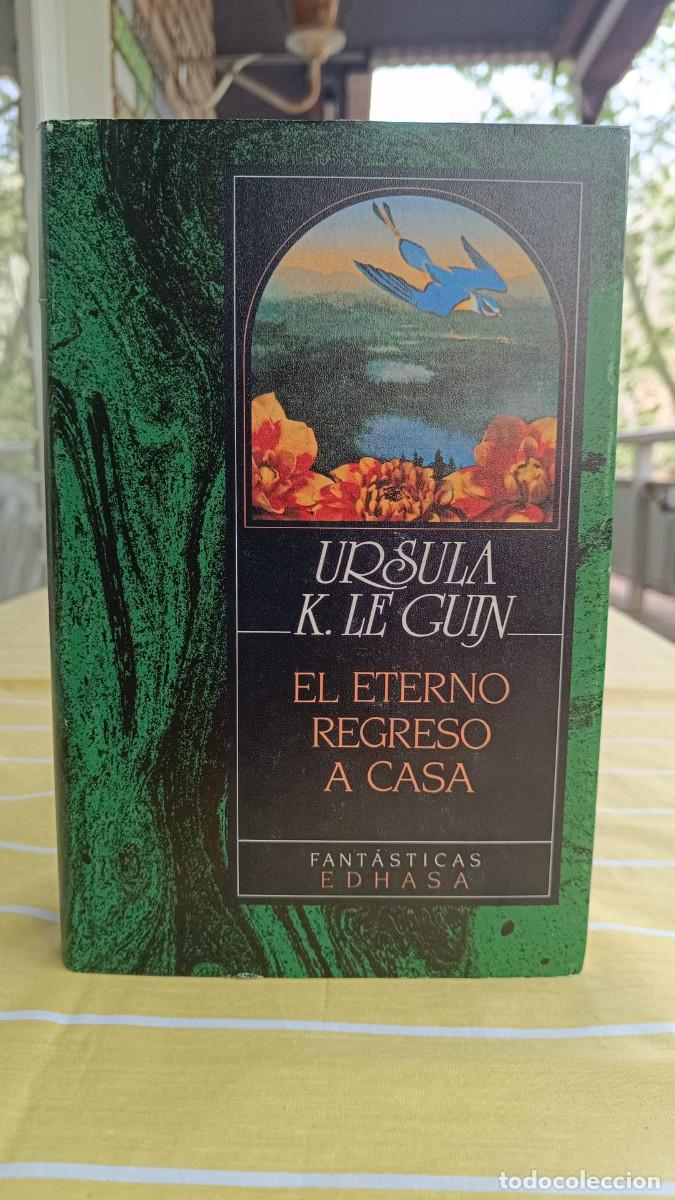 URSULA
K. LE GUIN
EL ETERNO
REGRESO
A CASA
FANTÁSTICAS
EDHASA
todocoleccion